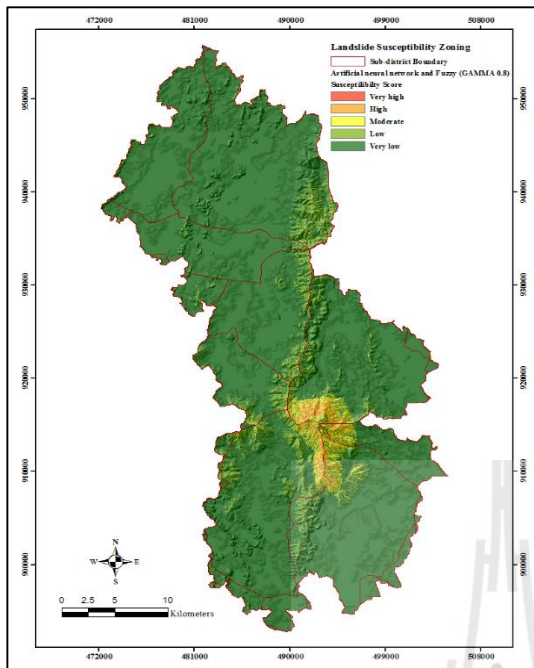 472000 481000 490000 499000 508000
Landslide Susceptibility Zoning
Sub-district Boundary
Artificial neural network and Fuzzy (GAMMA 0.8)
Susceptibility Score
Very high
High
Moderate
Low
Very low
950000
950000
940000
940000
930000
930000
920000
920000
910000
910000
900000
900000
N
W E
S
0 2.5 5 10
Kilometers
472000 481000 490000 499000 508000